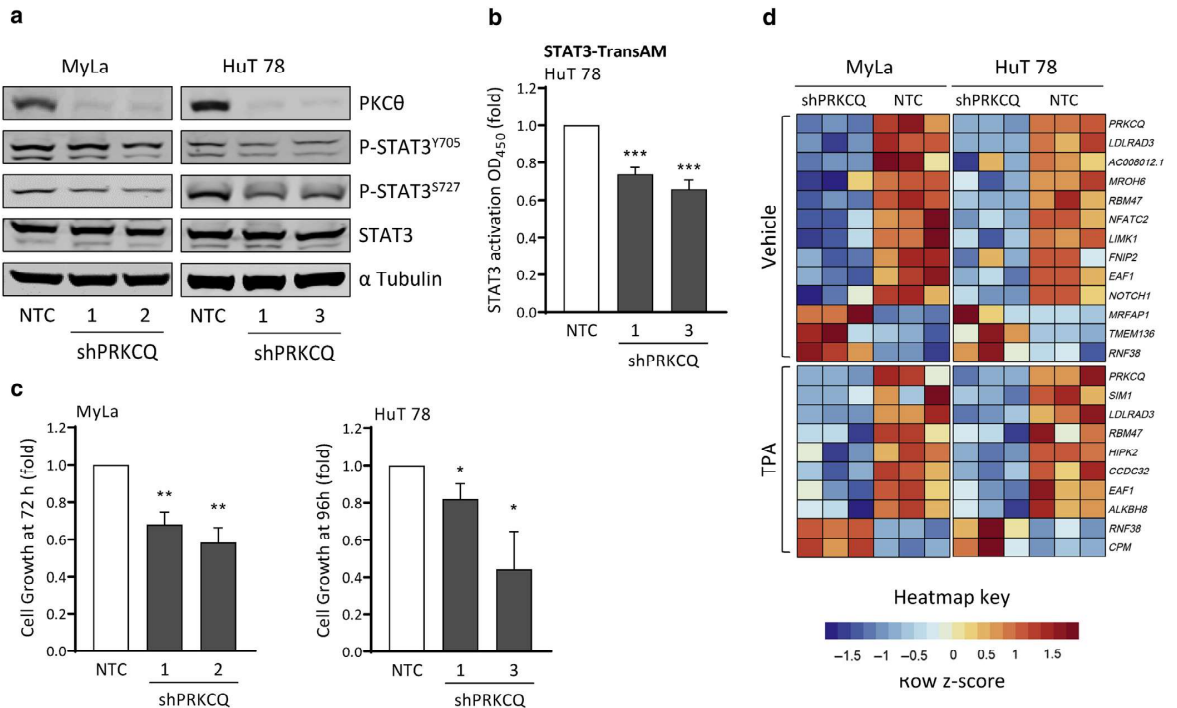 a
MyLa
HuT 78
PKCθ
P-STAT3Y705
P-STAT3S727
STAT3
α Tubulin
NTC
1
2
NTC
1
3
shPRKCQ
shPRKCQ
b
STAT3-TransAM
HuT 78
STAT3 activation OD450 (fold)
1.2
1.0
0.8
0.6
0.4
0.2
0.0
***
***
NTC
1
3
shPRKCQ
c
MyLa
Cell Growth at 72 h (fold)
1.2
1.0
0.8
0.6
0.4
0.2
0.0
**
**
NTC
1
2
shPRKCQ
HuT 78
Cell Growth at 96h (fold)
1.2
1.0
0.8
0.6
0.4
0.2
0.0
*
*
NTC
1
3
shPRKCQ
d
MyLa
HuT 78
shPRKCQ
NTC
shPRKCQ
NTC
Vehicle
PRKCQ
LDLRAD3
AC008012.1
MROH6
RBM47
NFATC2
LIMK1
FNIP2
EAF1
NOTCH1
MRFAP1
TMEM136
RNF38
TPA
PRKCQ
SIM1
LDLRAD3
RBM47
HIPK2
CCDC32
EAF1
ALKBH8
RNF38
CPM
Heatmap key
−1.5 −1 −0.5 0 0.5 1 1.5
Row z-score